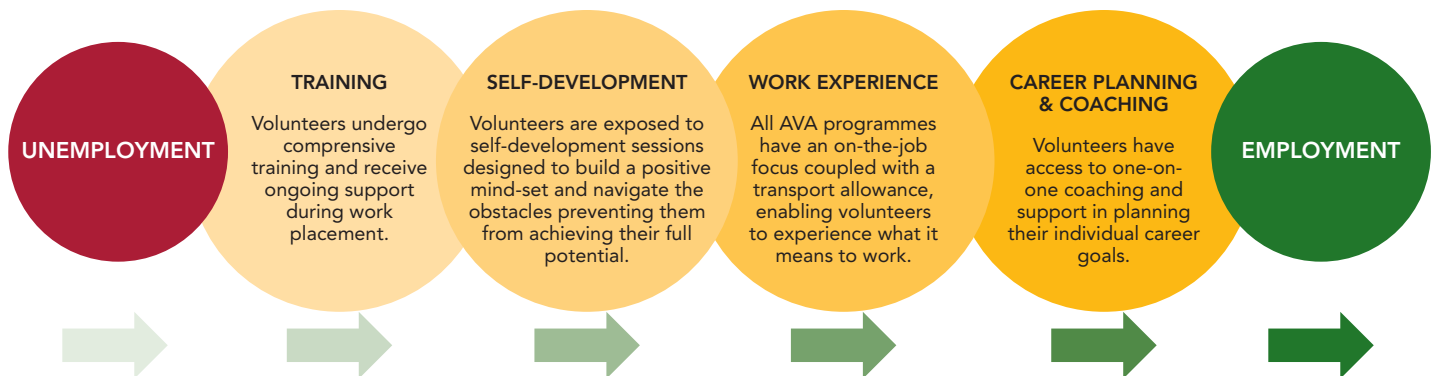 UNEMPLOYMENT
TRAINING
Volunteers undergo
comprensive
training and receive
ongoing support
during work
placement.
SELF-DEVELOPMENT
Volunteers are exposed to
self-development sessions
designed to build a positive
mind-set and navigate the
obstacles preventing them
from achieving their full
potential.
WORK EXPERIENCE
All AVA programmes
have an on-the-job
focus coupled with a
transport allowance,
enabling volunteers
to experience what it
means to work.
CAREER PLANNING
& COACHING
Volunteers have
access to one-on-
one coaching and
support in planning
their individual career
goals.
EMPLOYMENT